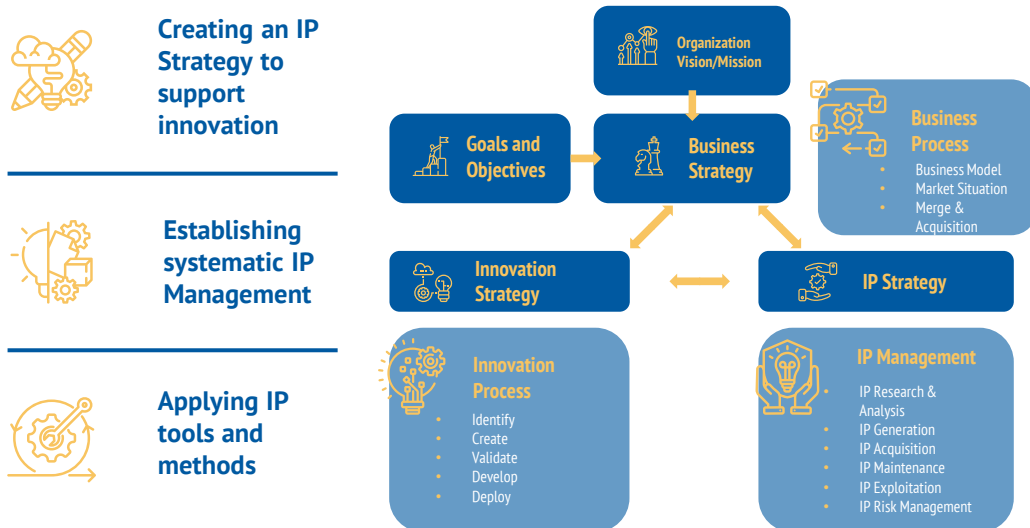 Creating an IP
Strategy to
support
innovation
Establishing
systematic IP
Management
Applying IP
tools and
methods
Organization
Vision/Mission
Goals and
Objectives
Business
Strategy
Business
Process
• Business Model
• Market Situation
• Merge &
Acquisition
Innovation
Strategy
IP Strategy
Innovation
Process
• Identify
• Create
• Validate
• Develop
• Deploy
IP Management
• IP Research &
Analysis
• IP Generation
• IP Acquisition
• IP Maintenance
• IP Exploitation
• IP Risk Management